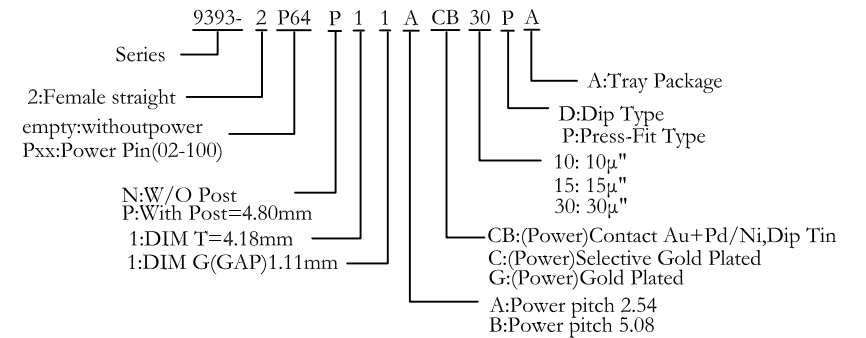 9393- 2 P64 P 1 1 A CB 30 P A
Series
A:Tray Package
2:Female straight
D:Dip Type
P:Press-Fit Type
empty:withoutpower
Pxx:Power Pin(02-100)
10: 10μ"
15: 15μ"
30: 30μ"
N:W/O Post
P:With Post=4.80mm
1:DIM T=4.18mm
1:DIM G(GAP)1.11mm
CB:(Power)Contact Au+Pd/Ni,Dip Tin
C:(Power)Selective Gold Plated
G:(Power)Gold Plated
A:Power pitch 2.54
B:Power pitch 5.08